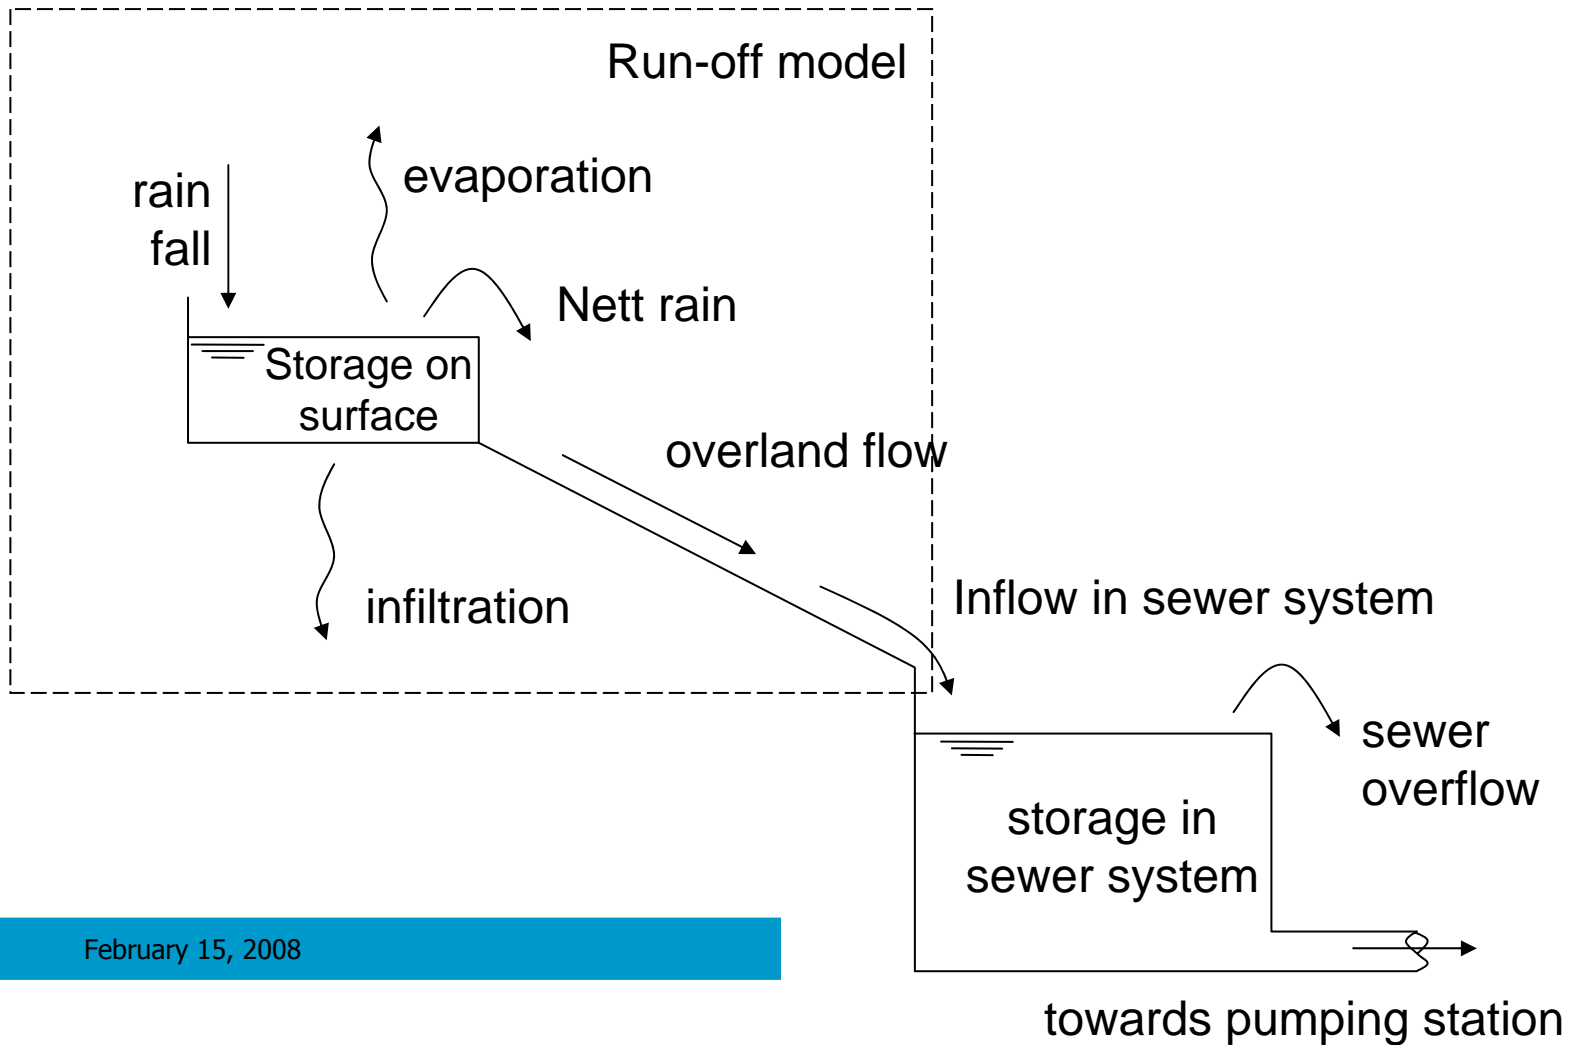 Run-off model
rain
fall
evaporation
Nett rain
Storage on
surface
overland flow
infiltration
Inflow in sewer system
sewer
overflow
storage in
sewer system
February 15, 2008
towards pumping station